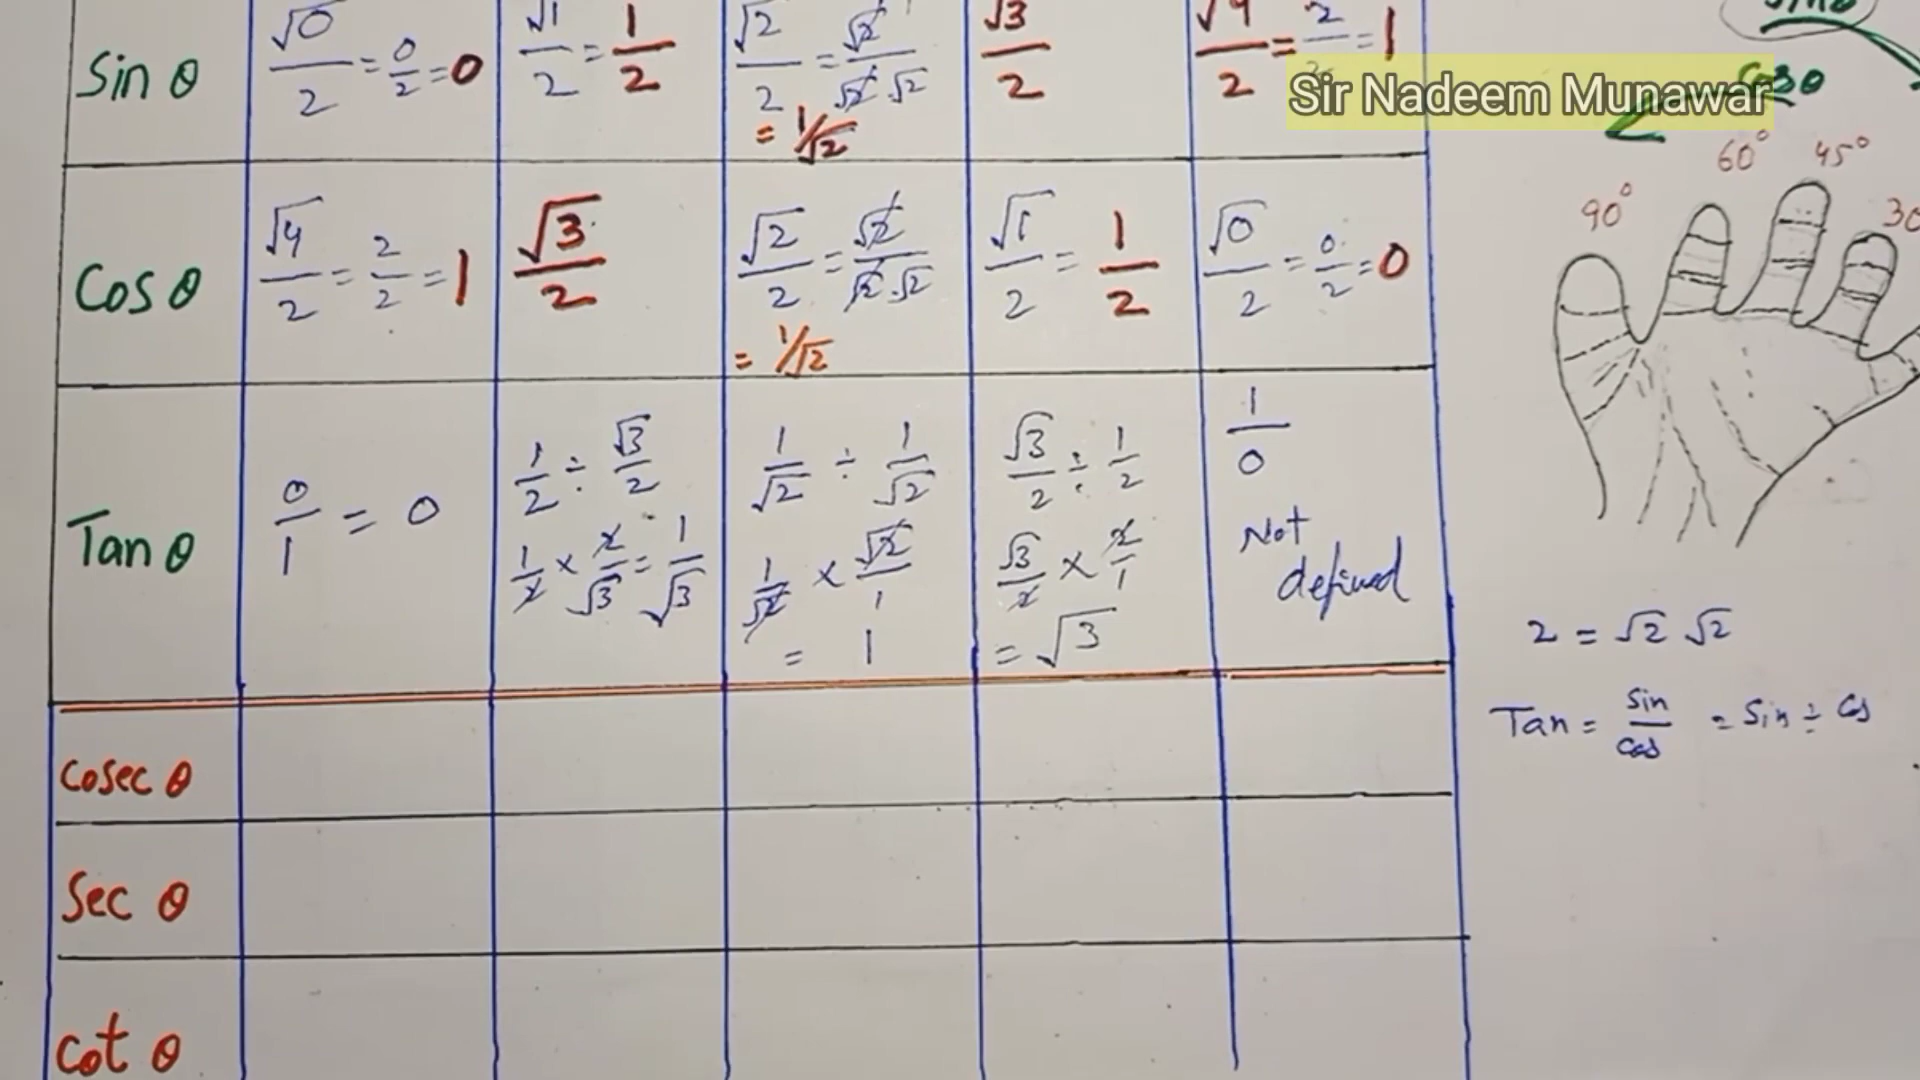 Sin θ √0/2 = 0/2 = 0 √1/2 = 1/2 √2/2 = √2/√2.√2 = 1/√2 √3/2 √4/2 = 2/ = 1
Sir Nadeem Munawar
cosθ
60° 45°
90° 30
Cos θ √4/2 = 2/2 = 1 √3/2 √2/2 = √2/√2.√2 = 1/√2 √1/2 = 1/2 √0/2 = 0/2 = 0
Tan θ 0/1 = 0 1/2 ÷ √3/2 1/√2 ÷ 1/√2 √3/2 ÷ 1/2 1/0
1/2 × 2/√3 = 1/√3 1/√2 × √2/1 √3/2 × 2/1 Not defined
= 1 = √3
2 = √2 √2
Tan = Sin/Cos = Sin ÷ Cos
Cosec θ
Sec θ
Cot θ